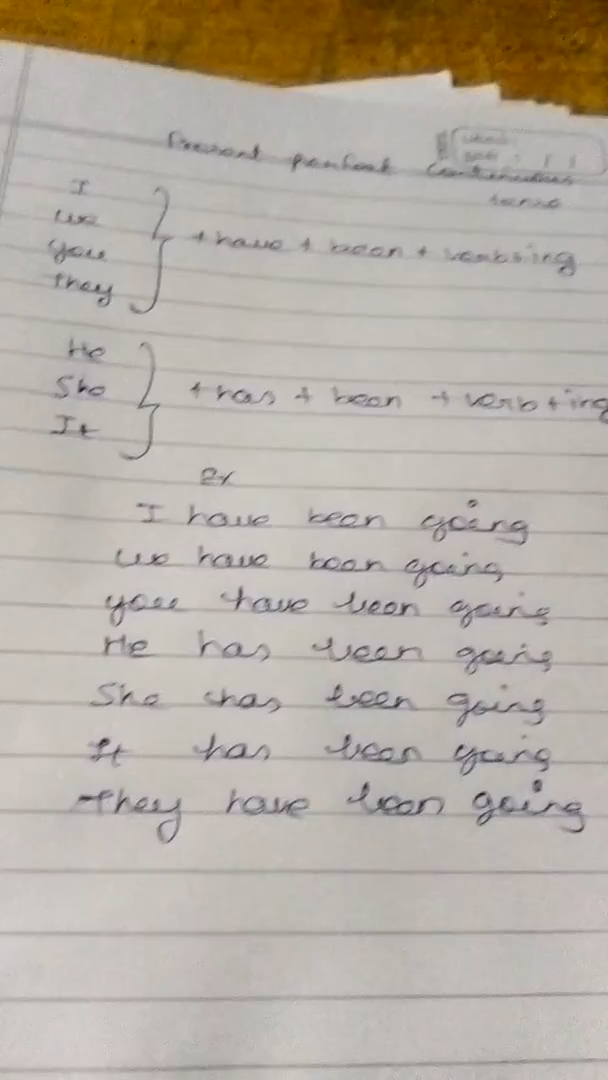 Present perfect Continuous
tense
I
we
you
they
+ have + been + verb+ing
He
She
It
+ has + been + verb + ing
ex
I have been going
we have been going
you have been going
He has been going
She has been going
It has been going
They have been going